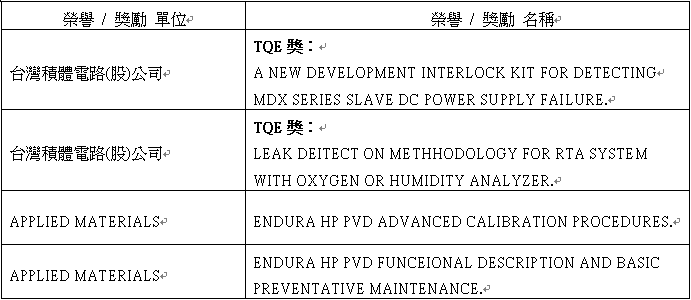 榮譽 / 獎勵 單位
榮譽 / 獎勵 名稱
台灣積體電路(股)公司
TQE 獎：
A NEW DEVELOPMENT INTERLOCK KIT FOR DETECTING
MDX SERIES SLAVE DC POWER SUPPLY FAILURE.
台灣積體電路(股)公司
TQE 獎：
LEAK DEITECT ON METHHODOLOGY FOR RTA SYSTEM
WITH OXYGEN OR HUMIDITY ANALYZER.
APPLIED MATERIALS
ENDURA HP PVD ADVANCED CALIBRATION PROCEDURES.
APPLIED MATERIALS
ENDURA HP PVD FUNCEIONAL DESCRIPTION AND BASIC
PREVENTATIVE MAINTENANCE.